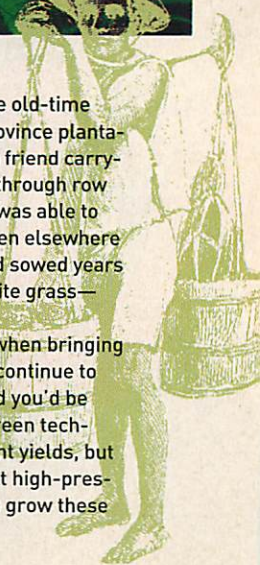 e old-time
ovince planta-
friend carry-
through row
was able to
en elsewhere
d sowed years
ite grass—
when bringing
continue to
d you'd be
reen tech-
nt yields, but
t high-pres-
grow these